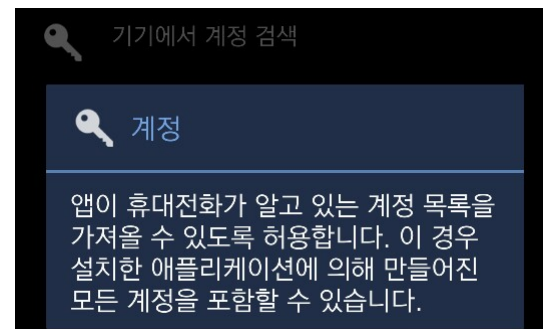 기기에서 계정 검색
계정
앱이 휴대전화가 알고 있는 계정 목록을
가져올 수 있도록 허용합니다. 이 경우
설치한 애플리케이션에 의해 만들어진
모든 계정을 포함할 수 있습니다.